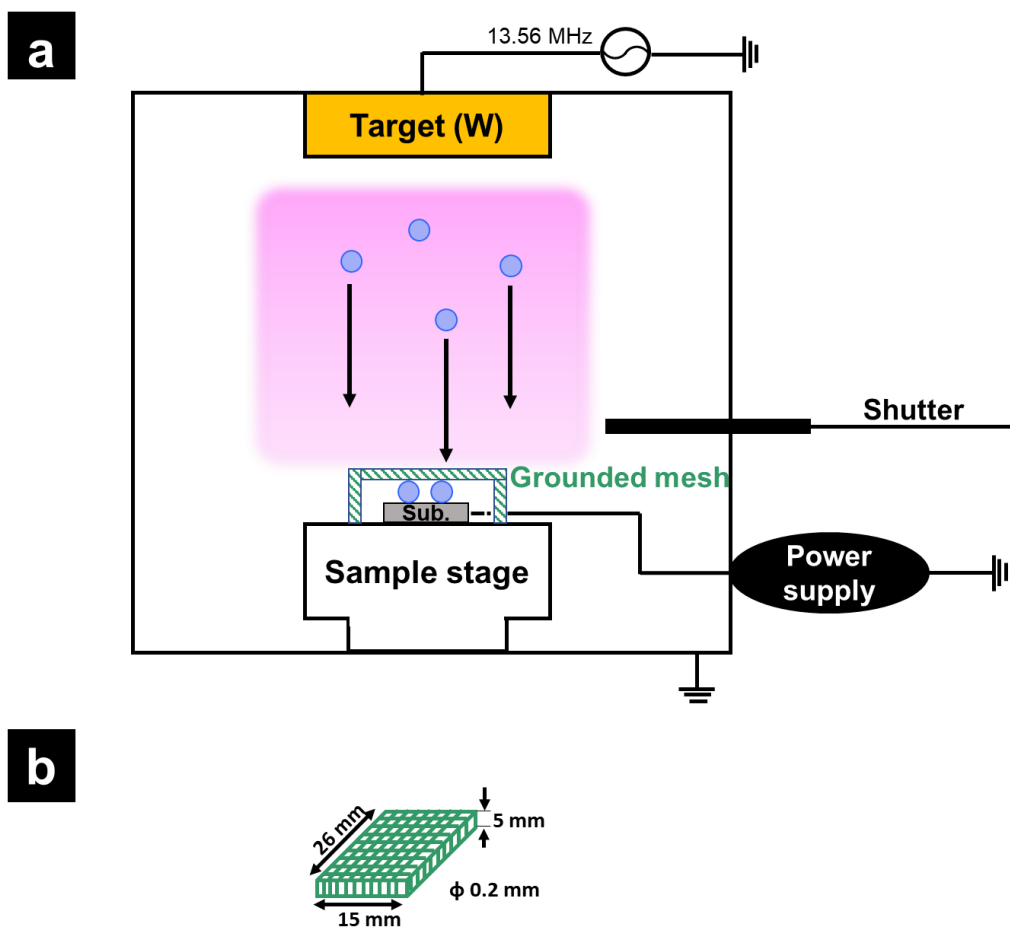 a
13.56 MHz
Target (W)
Shutter
Grounded mesh
Sub.
Sample stage
Power
supply
b
26 mm
5 mm
ϕ 0.2 mm
15 mm